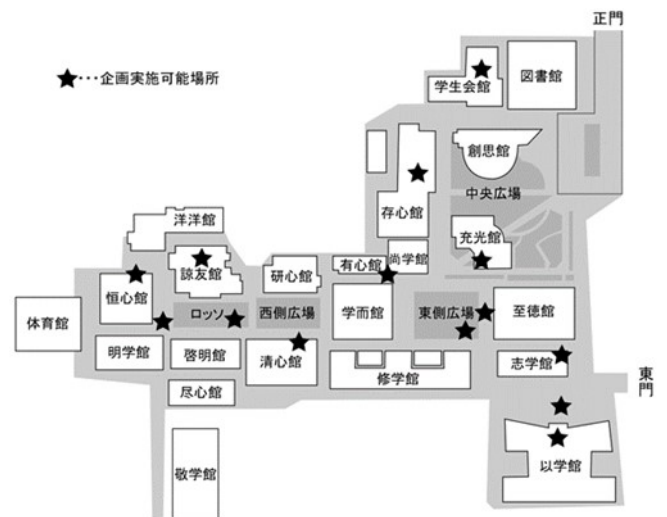 正門
★･･･企画実施可能場所
学生会館
図書館
創思館
中央広場
存心館
洋洋館
充光館
諒友館
研心館
有心館
尚学館
恒心館
体育館
ロッソ
西側広場
学而館
東側広場
至徳館
明学館
啓明館
清心館
修学館
志学館
東門
尽心館
以学館
敬学館